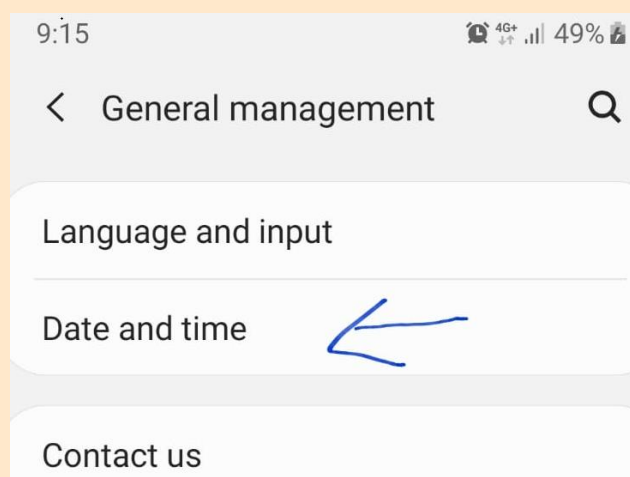 9:15 4G+ 49%
General management
Language and input
Date and time
Contact us